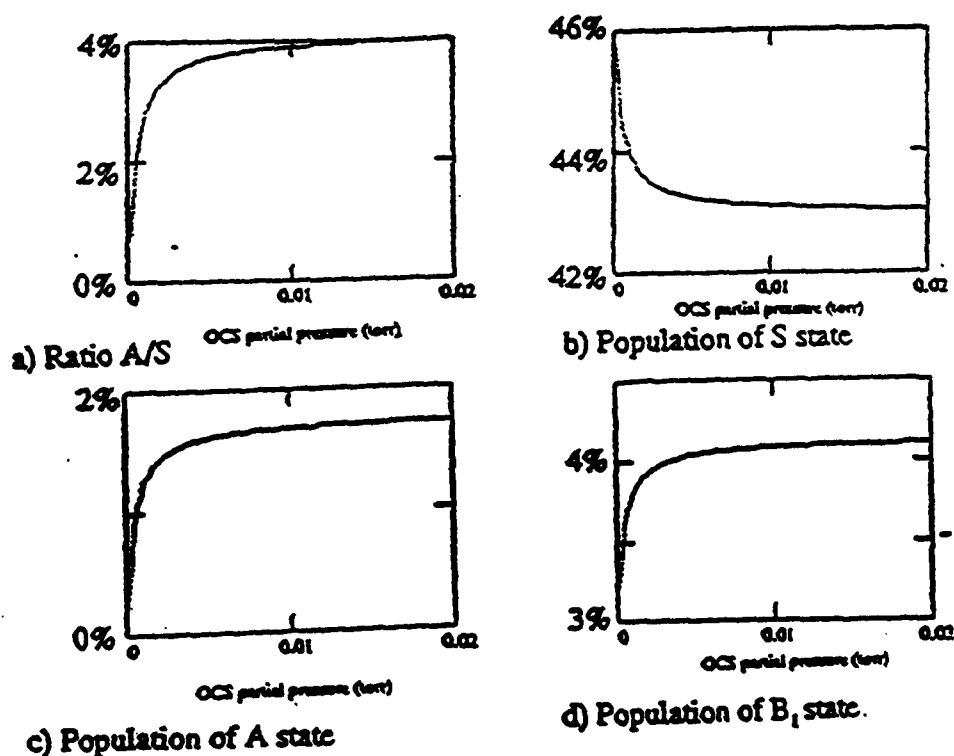 4%
2%
0%
0
0.01
0.02
OCS partial pressure (torr)
a) Ratio A/S
46%
44%
42%
0
0.01
0.02
OCS partial pressure (torr)
b) Population of S state
2%
0%
0
0.01
0.02
OCS partial pressure (torr)
c) Population of A state
4%
3%
0
0.01
0.02
OCS partial pressure (torr)
d) Population of B₁ state.